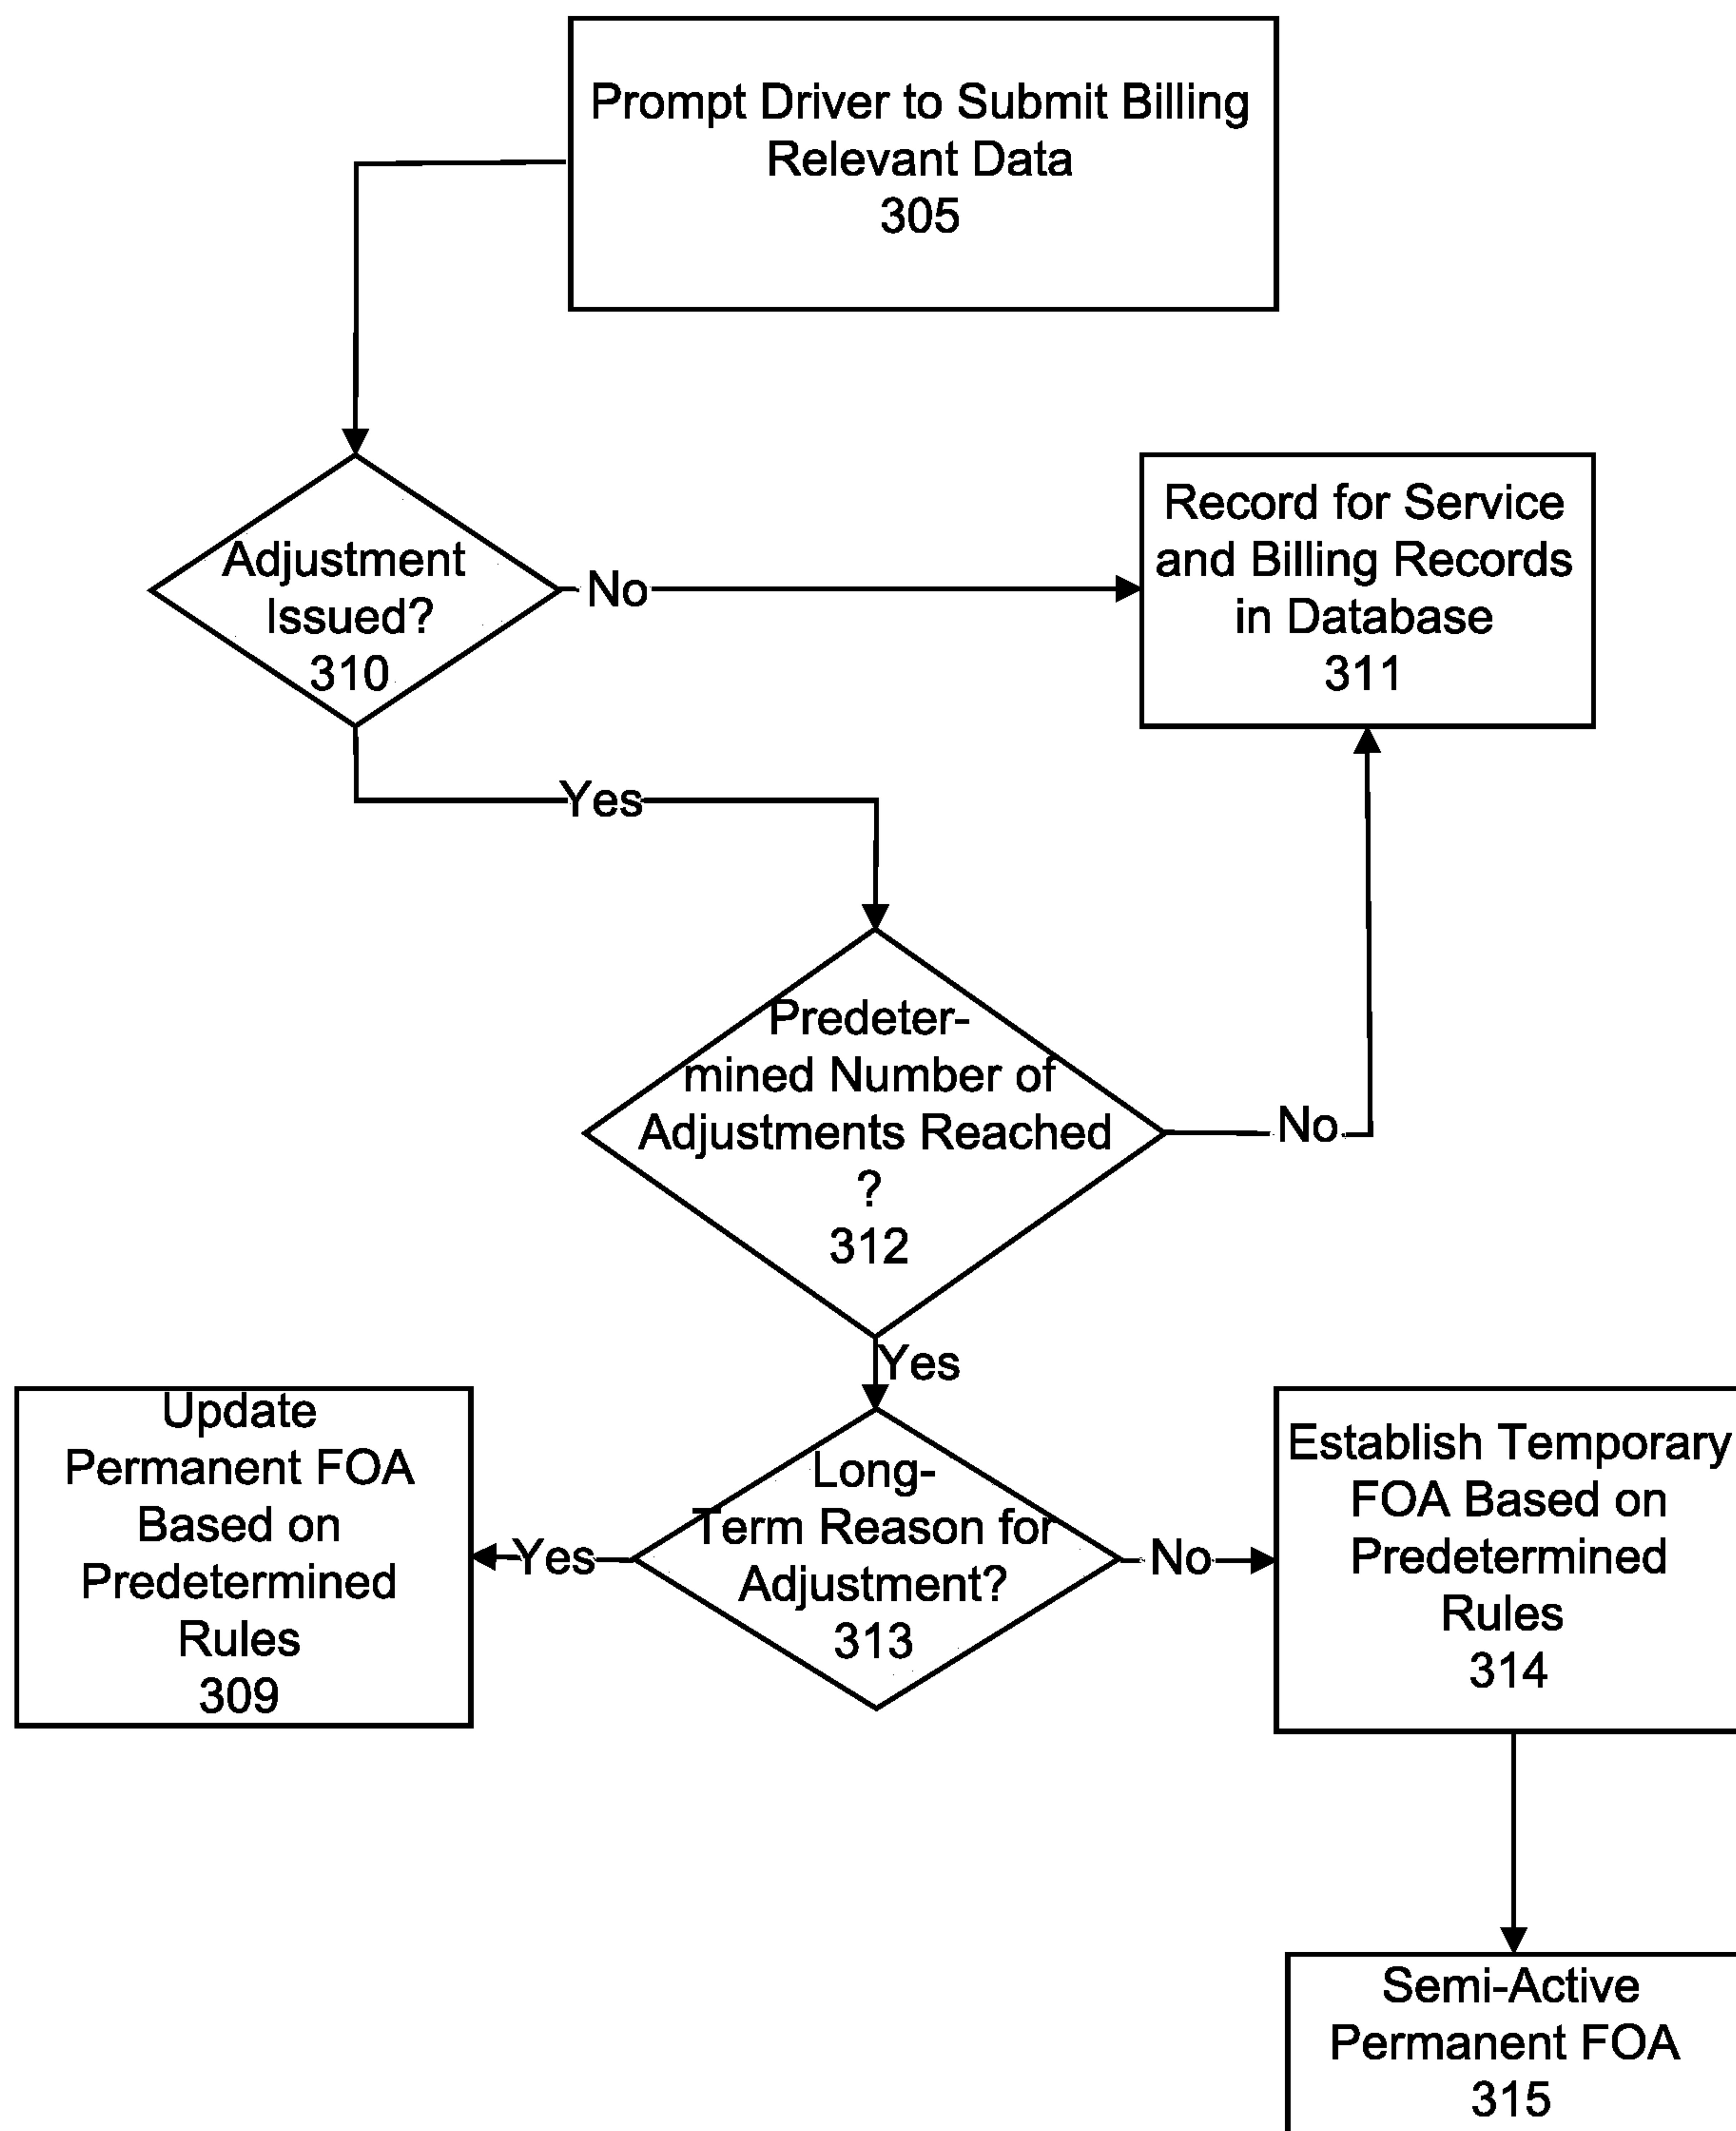 Prompt Driver to Submit Billing
Relevant Data
305
Adjustment
Issued?
310
No
Record for Service
and Billing Records
in Database
311
Yes
Predeter-
mined Number of
Adjustments Reached
?
312
No
Yes
Update
Permanent FOA
Based on
Predetermined
Rules
309
Yes
Long-
Term Reason for
Adjustment?
313
No
Establish Temporary
FOA Based on
Predetermined
Rules
314
Semi-Active
Permanent FOA
315